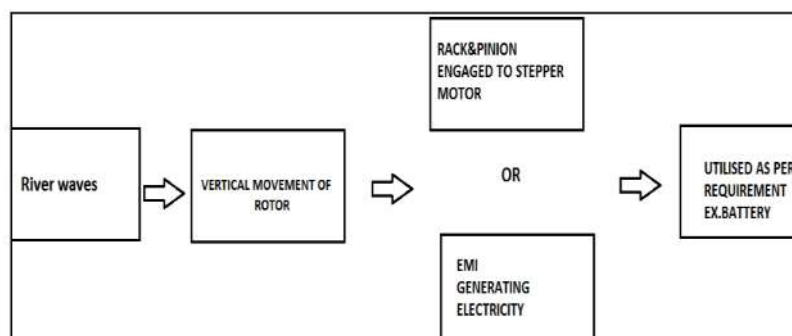 River waves
VERTICAL MOVEMENT OF
ROTOR
RACK&PINION
ENGAGED TO STEPPER
MOTOR
OR
EMI
GENERATING
ELECTRICITY
UTILISED AS PER
REQUIREMENT
EX.BATTERY